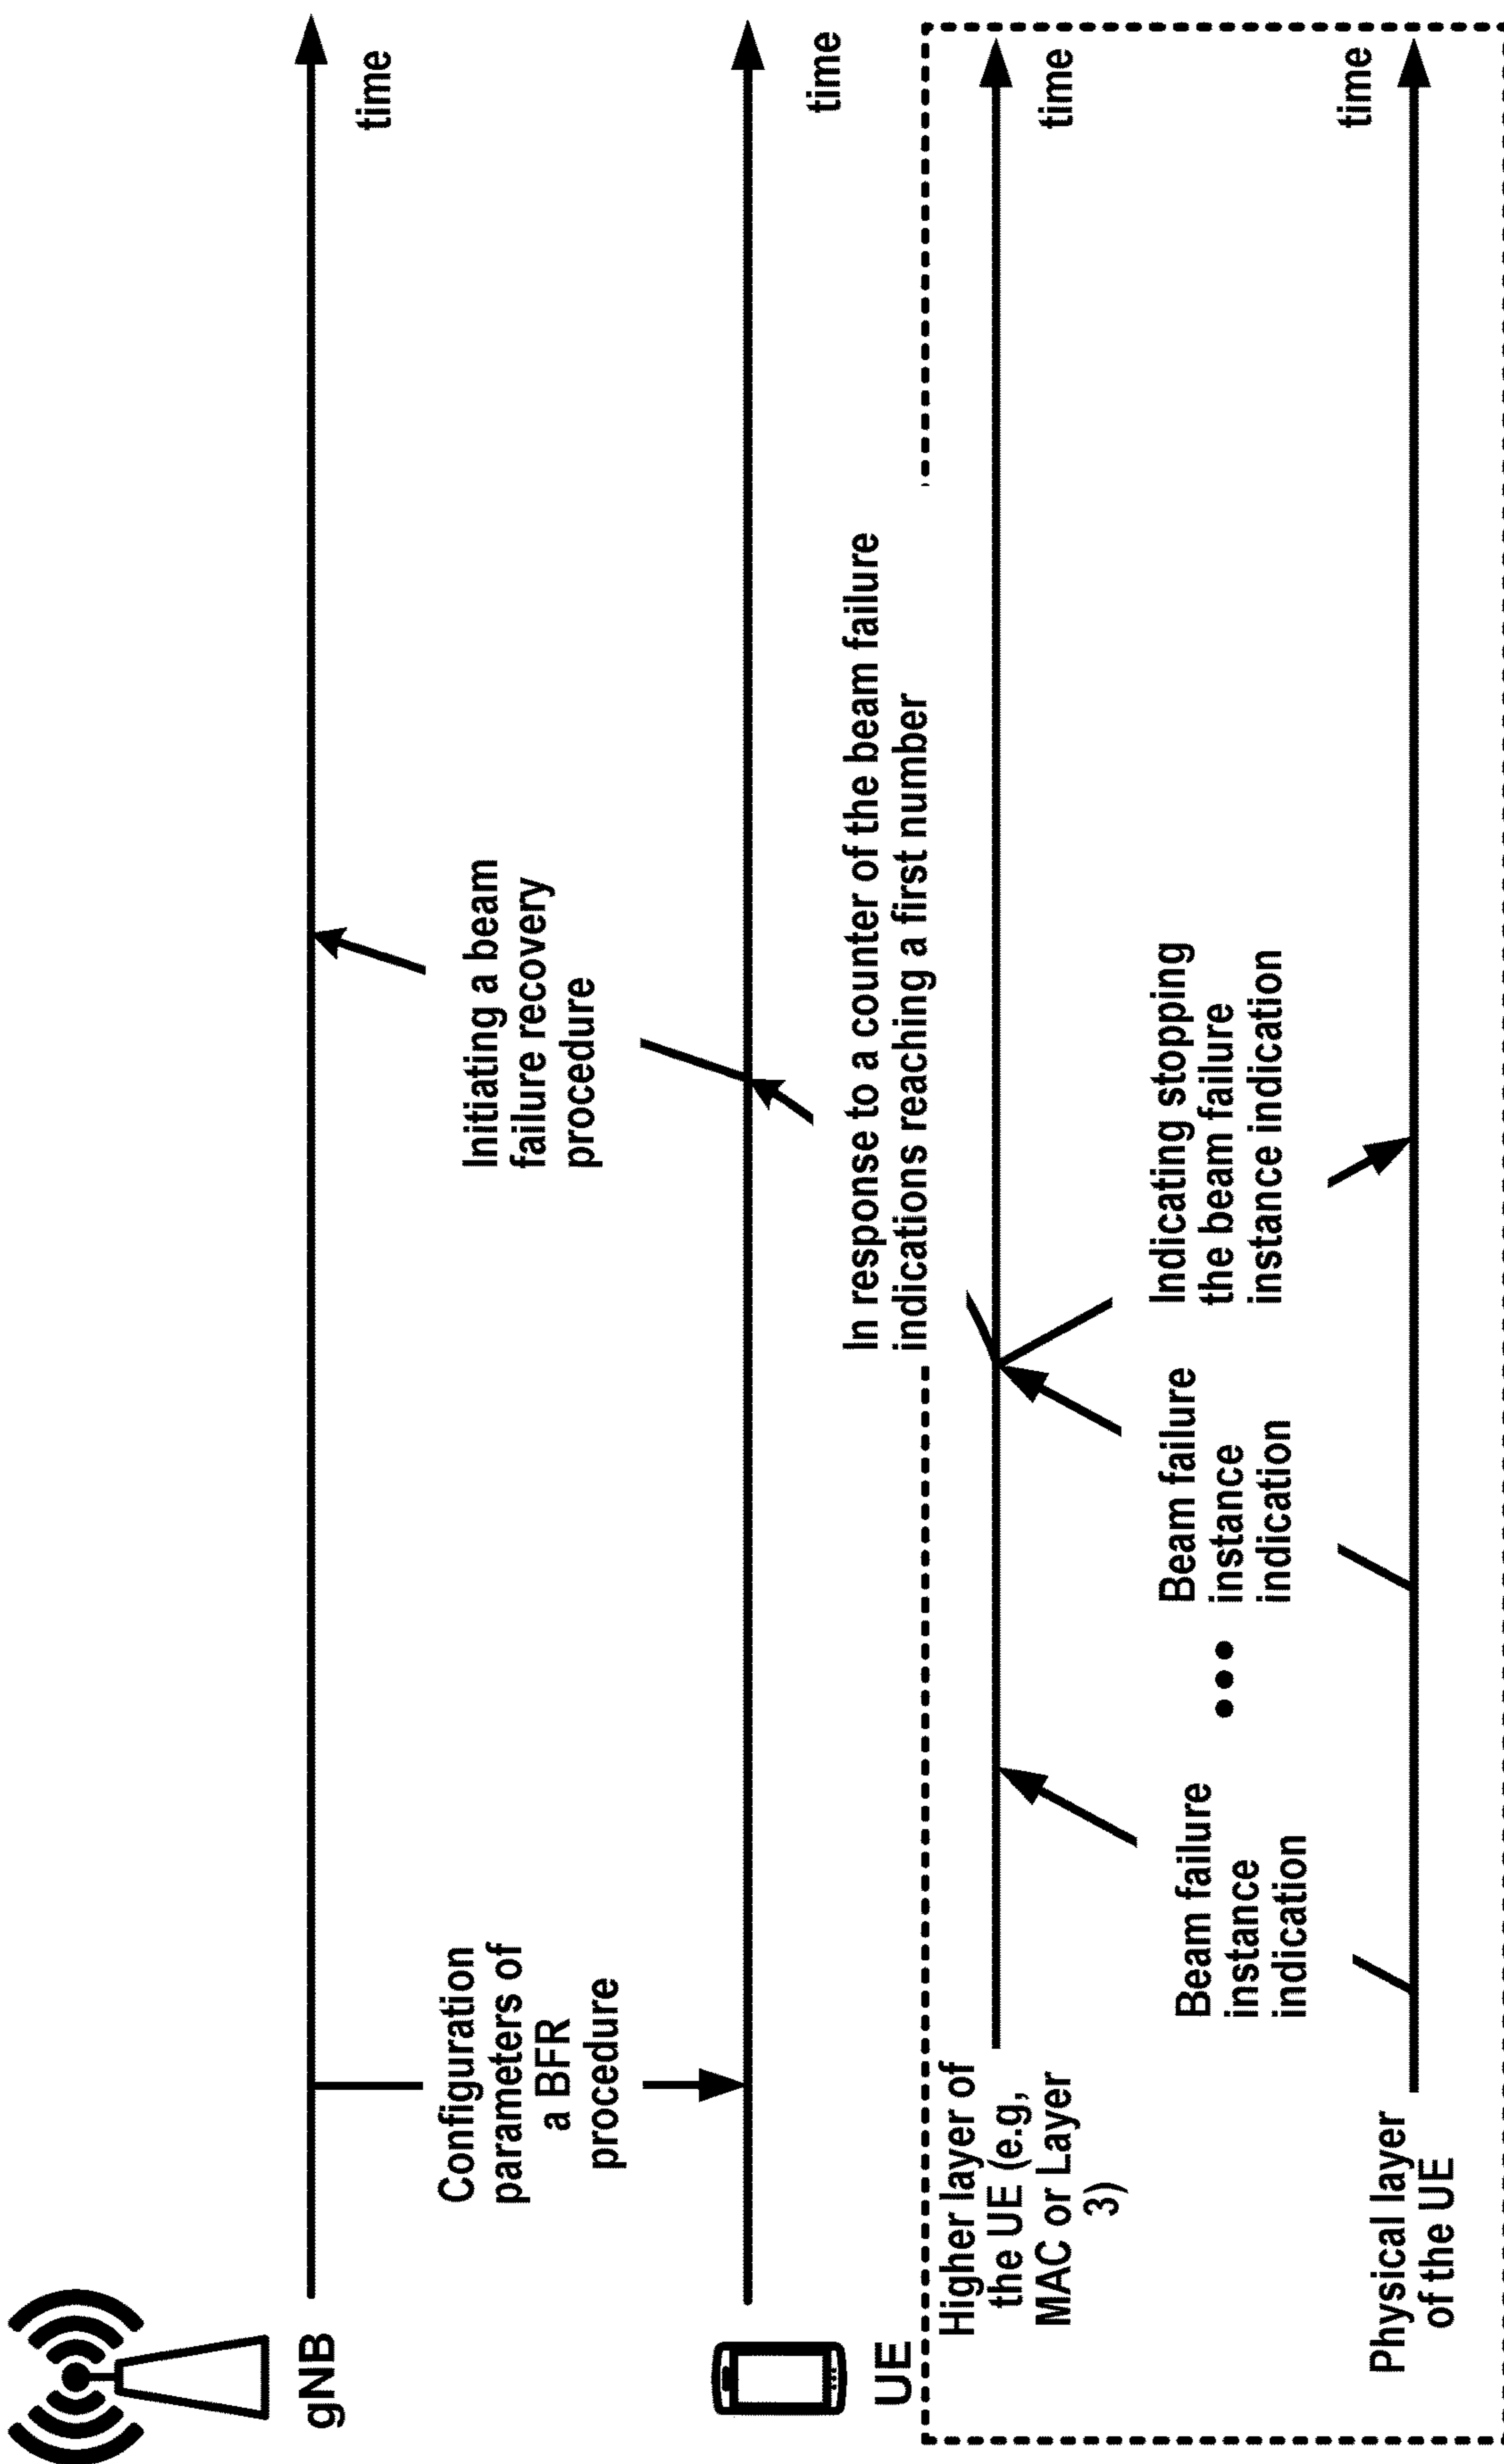 gNB
time
Configuration
parameters of
a BFR
procedure
Initiating a beam
failure recovery
procedure
UE
time
In response to a counter of the beam failure
indications reaching a first number
Higher layer of
the UE (e.g,
MAC or Layer
3)
time
Beam failure
instance
indication
Beam failure
instance
indication
Indicating stopping
the beam failure
instance indication
Physical layer
of the UE
time